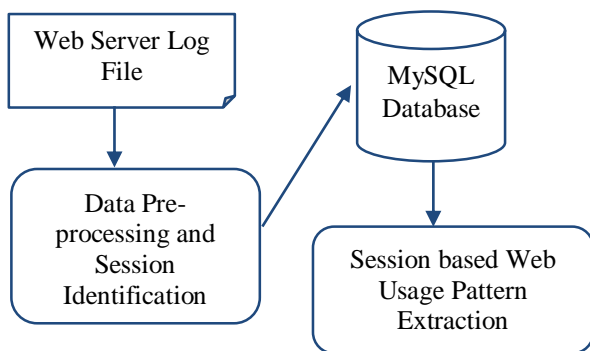 Web Server Log
File
Data Pre-
processing and
Session
Identification
MySQL
Database
Session based Web
Usage Pattern
Extraction